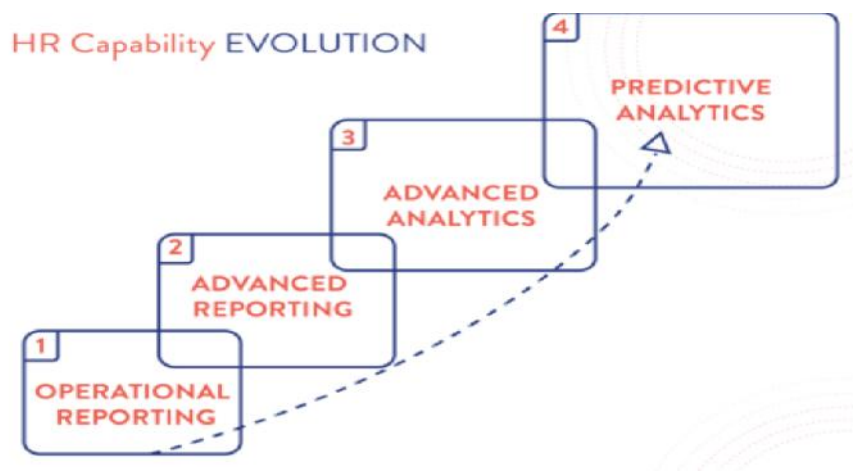 HR Capability EVOLUTION
4
PREDICTIVE
ANALYTICS
3
ADVANCED
ANALYTICS
2
ADVANCED
REPORTING
1
OPERATIONAL
REPORTING